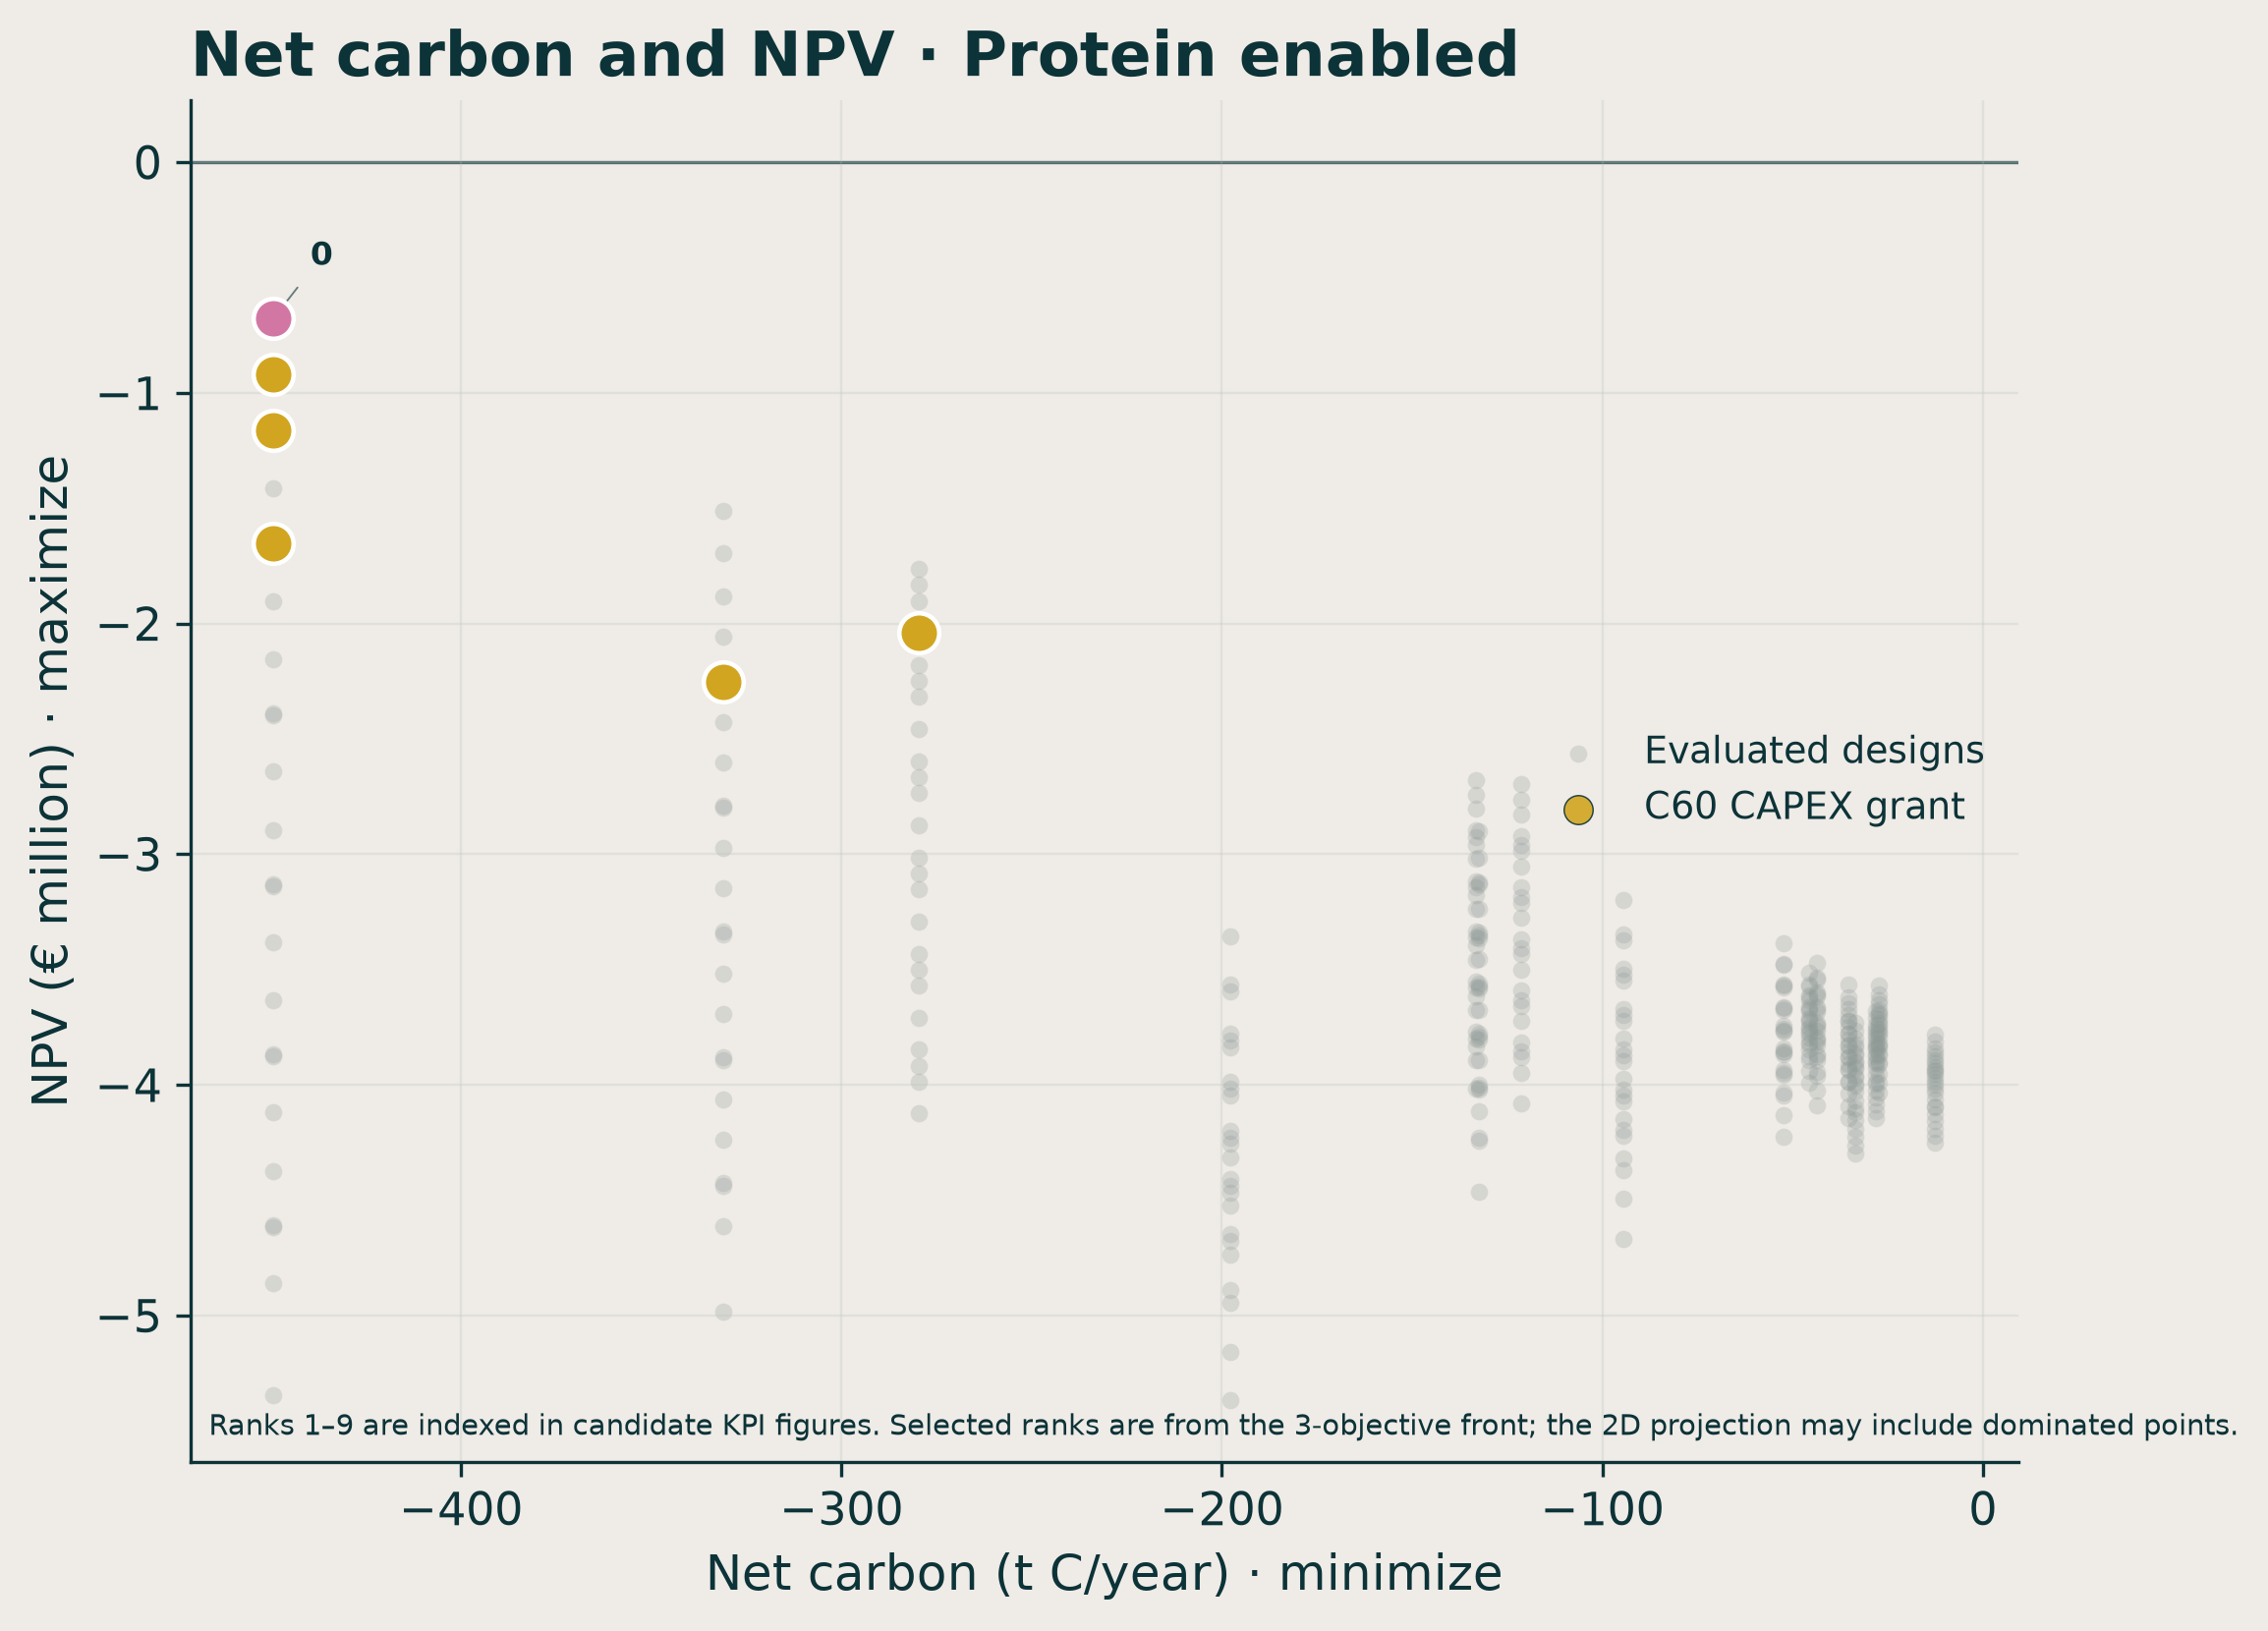 Net carbon and NPV · Protein enabled
0
−1
−2
−3
−4
−5
NPV (€ million) · maximize
0
Evaluated designs
C60 CAPEX grant
Ranks 1–9 are indexed in candidate KPI figures. Selected ranks are from the 3-objective front; the 2D projection may include dominated points.
−400 −300 −200 −100 0
Net carbon (t C/year) · minimize